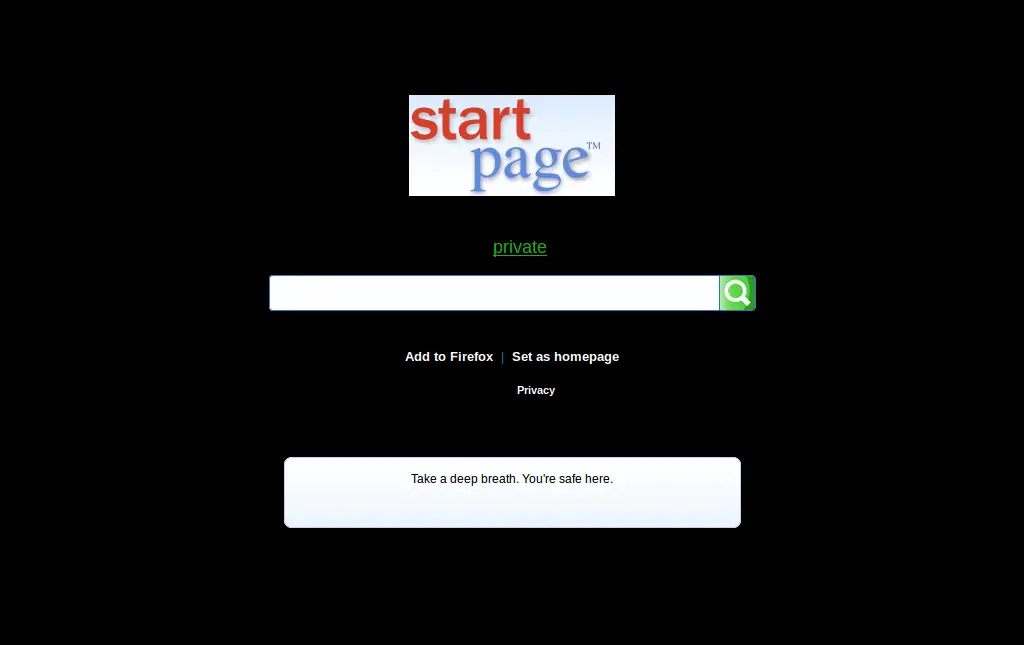 start
page™
private
Add to Firefox | Set as homepage
Privacy
Take a deep breath. You're safe here.